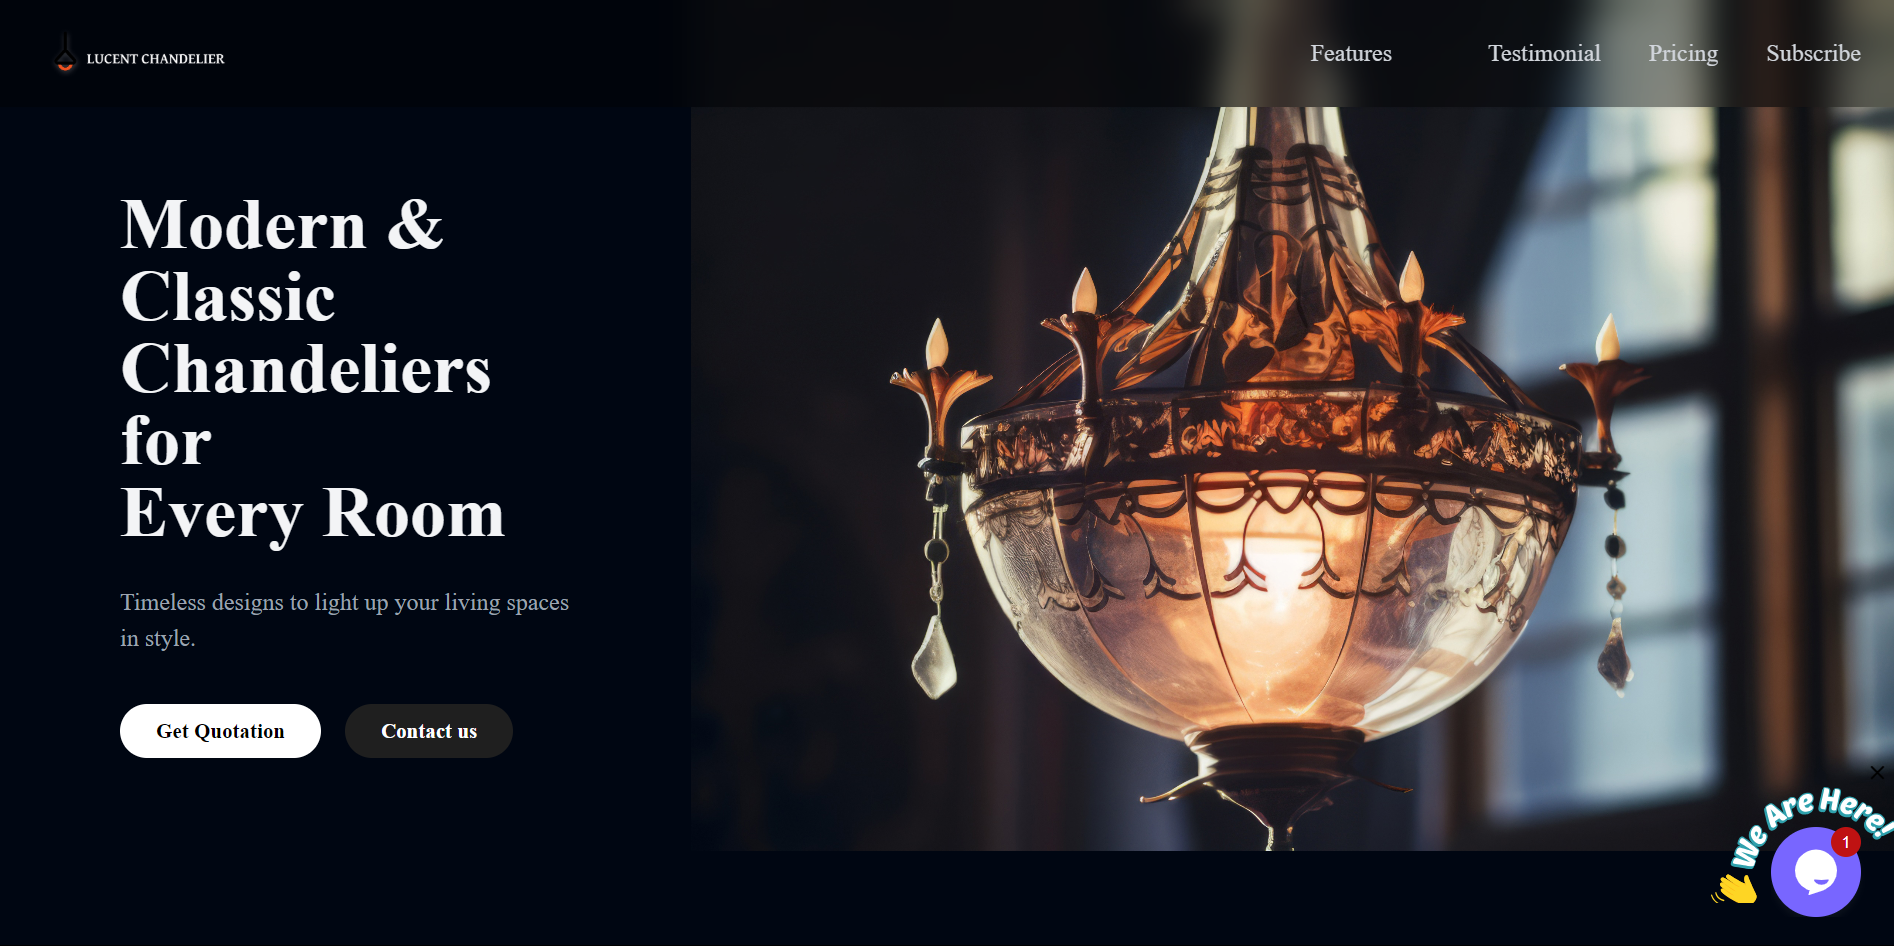 LUCENT CHANDELIER
Features Testimonial Pricing Subscribe
Modern &
Classic
Chandeliers
for
Every Room
Timeless designs to light up your living spaces
in style.
Get Quotation Contact us
We Are Here!
1